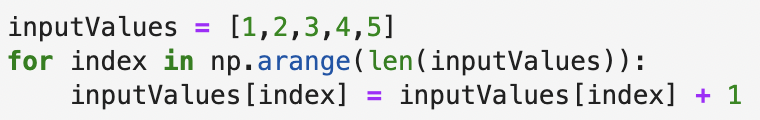 inputValues = [1,2,3,4,5]
for index in np.arange(len(inputValues)):
    inputValues[index] = inputValues[index] + 1